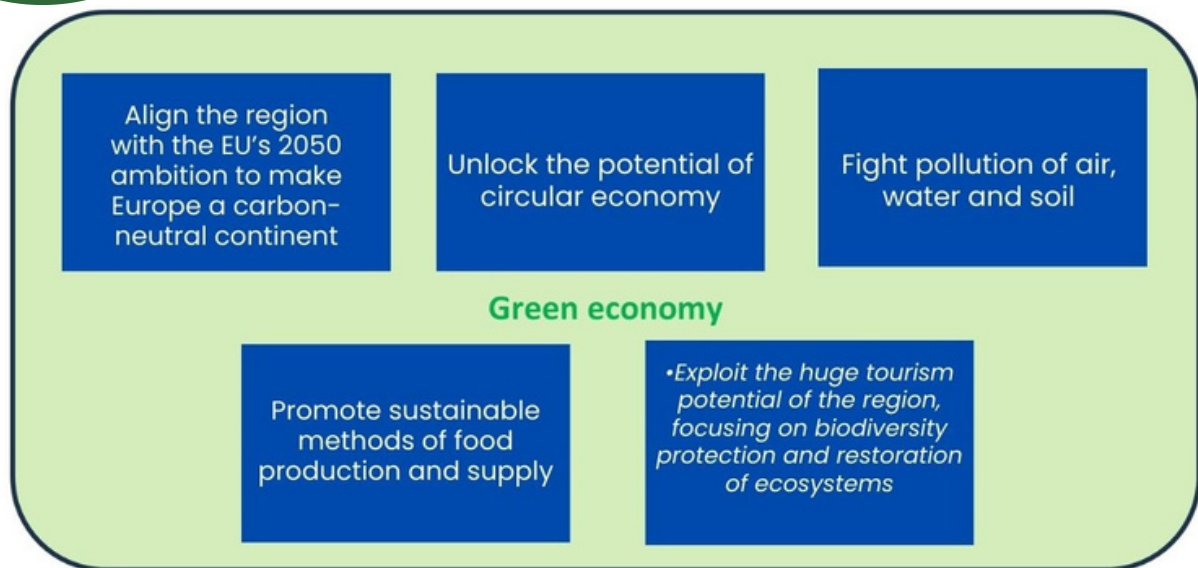 Align the region
with the EU’s 2050
ambition to make
Europe a carbon-
neutral continent
Unlock the potential of
circular economy
Fight pollution of air,
water and soil
Green economy
Promote sustainable
methods of food
production and supply
•Exploit the huge tourism
potential of the region,
focusing on biodiversity
protection and restoration
of ecosystems